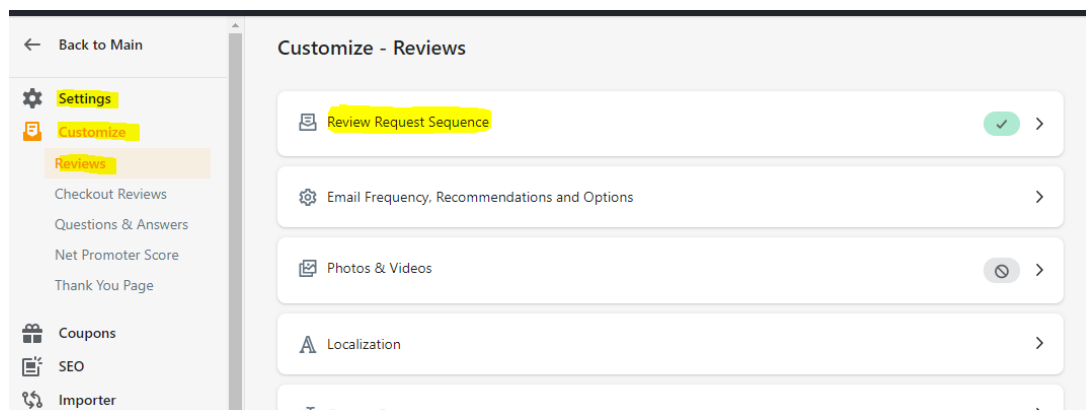 Back to Main
Settings
Customize
Reviews
Checkout Reviews
Questions & Answers
Net Promoter Score
Thank You Page
Coupons
SEO
Importer
Customize - Reviews
Review Request Sequence
Email Frequency, Recommendations and Options
Photos & Videos
Localization